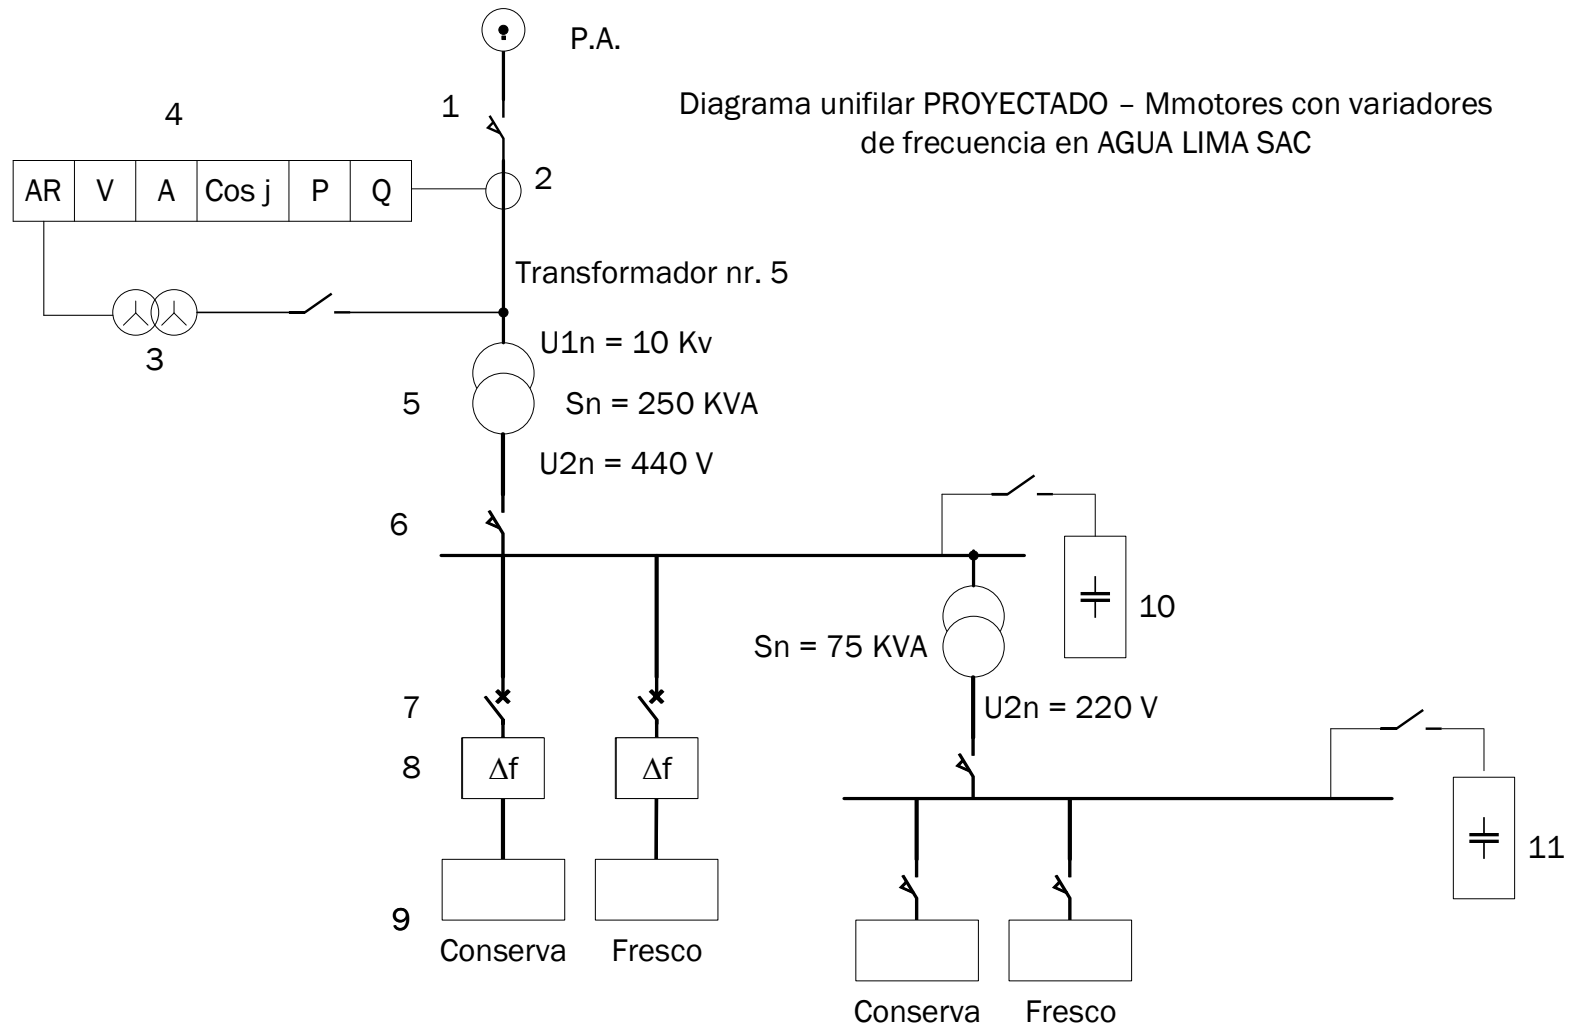 P.A.
Diagrama unifilar PROYECTADO – Mmotores con variadores
de frecuencia en AGUA LIMA SAC
1
4
AR V A Cos j P Q
2
Transformador nr. 5
3
U1n = 10 Kv
5
Sn = 250 KVA
U2n = 440 V
6
10
Sn = 75 KVA
7
U2n = 220 V
8
Δf
Δf
11
9
Conserva
Fresco
Conserva
Fresco